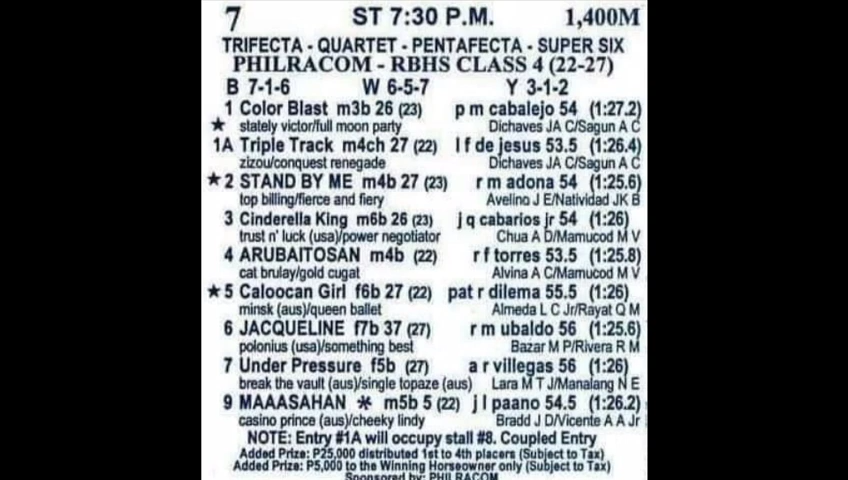 7 ST 7:30 P.M. 1,400M
TRIFECTA - QUARTET - PENTAFECTA - SUPER SIX
PHILRACOM - RBHS CLASS 4 (22-27)
B 7-1-6 W 6-5-7 Y 3-1-2
1 Color Blast m3b 26 (23) p m cabalejo 54 (1:27.2)
★ stately victor/full moon party Dichaves JA C/Sagun A C
1A Triple Track m4ch 27 (22) l f de jesus 53.5 (1:26.4)
zizou/conquest renegade Dichaves JA C/Sagun A C
★2 STAND BY ME m4b 27 (23) r m adona 54 (1:25.6)
top billing/fierce and fiery Avelino J E/Natividad JK B
3 Cinderella King m6b 26 (23) j q cabarios jr 54 (1:26)
trust n' luck (usa)/power negotiator Chua A D/Mamucod M V
4 ARUBAITOSAN m4b (22) r f torres 53.5 (1:25.8)
cat brulay/gold cugat Alvina A C/Mamucod M V
★5 Caloocan Girl f6b 27 (22) pat r dilema 55.5 (1:26)
minsk (aus)/queen ballet Almeda L C Jr/Rayat Q M
6 JACQUELINE f7b 37 (27) r m ubaldo 56 (1:25.6)
polonius (usa)/something best Bazar M P/Rivera R M
7 Under Pressure f5b (27) a r villegas 56 (1:26)
break the vault (aus)/single topaze (aus) Lara M T J/Manalang N E
9 MAAASAHAN * m5b 5 (22) j l paano 54.5 (1:26.2)
casino prince (aus)/cheeky lindy Bradd J D/Vicente A A Jr
NOTE: Entry #1A will occupy stall #8. Coupled Entry
Added Prize: P25,000 distributed 1st to 4th placers (Subject to Tax)
Added Prize: P5,000 to the Winning Horseowner only (Subject to Tax)
Sponsored by: PHILRACOM